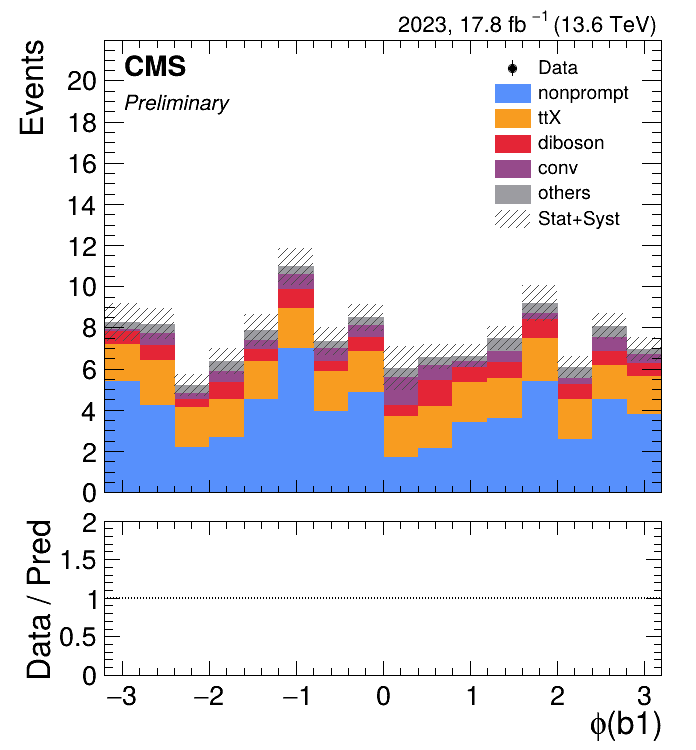 2023, 17.8 fb⁻¹ (13.6 TeV)
CMS
Preliminary
Data
nonprompt
ttX
diboson
conv
others
Stat+Syst
Events
20
18
16
14
12
10
8
6
4
2
0
Data / Pred
2
1.5
1
0.5
0
−3 −2 −1 0 1 2 3
ϕ(b1)